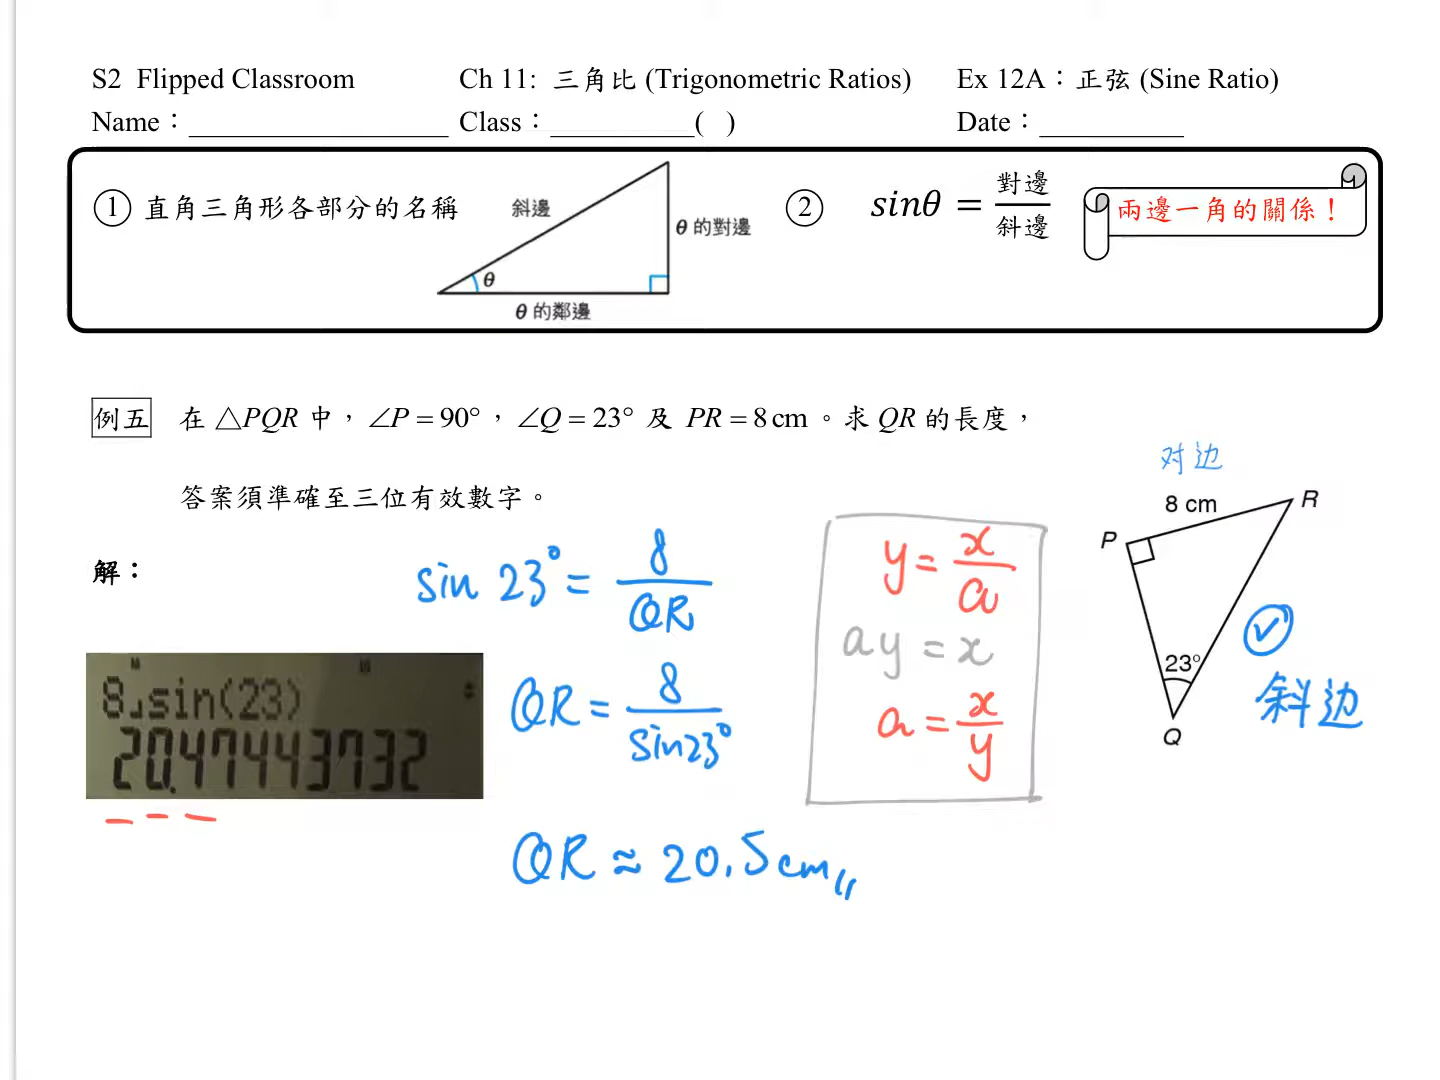 S2 Flipped Classroom Ch 11: 三角比 (Trigonometric Ratios) Ex 12A：正弦 (Sine Ratio)
Name：__________________ Class：__________( ) Date：__________
① 直角三角形各部分的名稱
斜邊
θ 的對邊
θ
θ 的鄰邊
② sinθ = 對邊/斜邊
兩邊一角的關係！
例五 在 △PQR 中，∠P = 90°，∠Q = 23° 及 PR = 8 cm。求 QR 的長度，
答案須準確至三位有效數字。
解：
sin 23° = 8/QR
QR = 8/sin23°
QR ≈ 20.5cm〃
8⌟sin(23)
20.474443732
y = x/a
ay = x
a = x/y
对边
8 cm
R
P
23°
斜边
Q